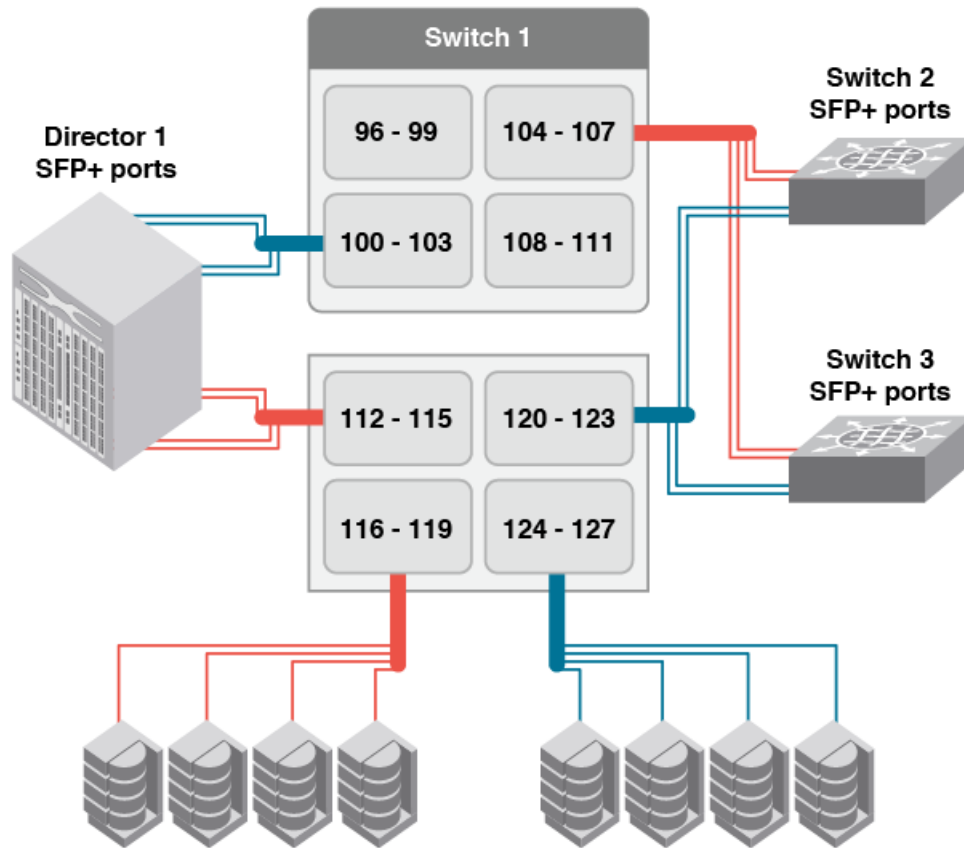 Switch 1
96 - 99
104 - 107
100 - 103
108 - 111
Director 1
SFP+ ports
Switch 2
SFP+ ports
112 - 115
120 - 123
116 - 119
124 - 127
Switch 3
SFP+ ports